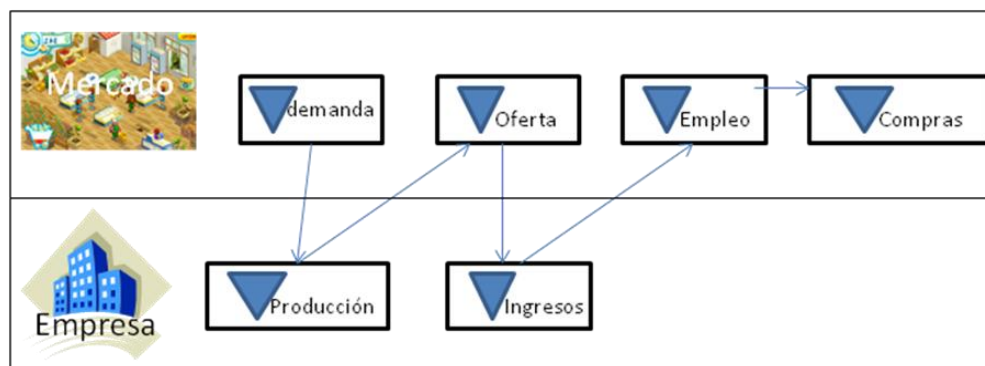 Mercado
demanda
Oferta
Empleo
Compras
Empresa
Producción
Ingresos